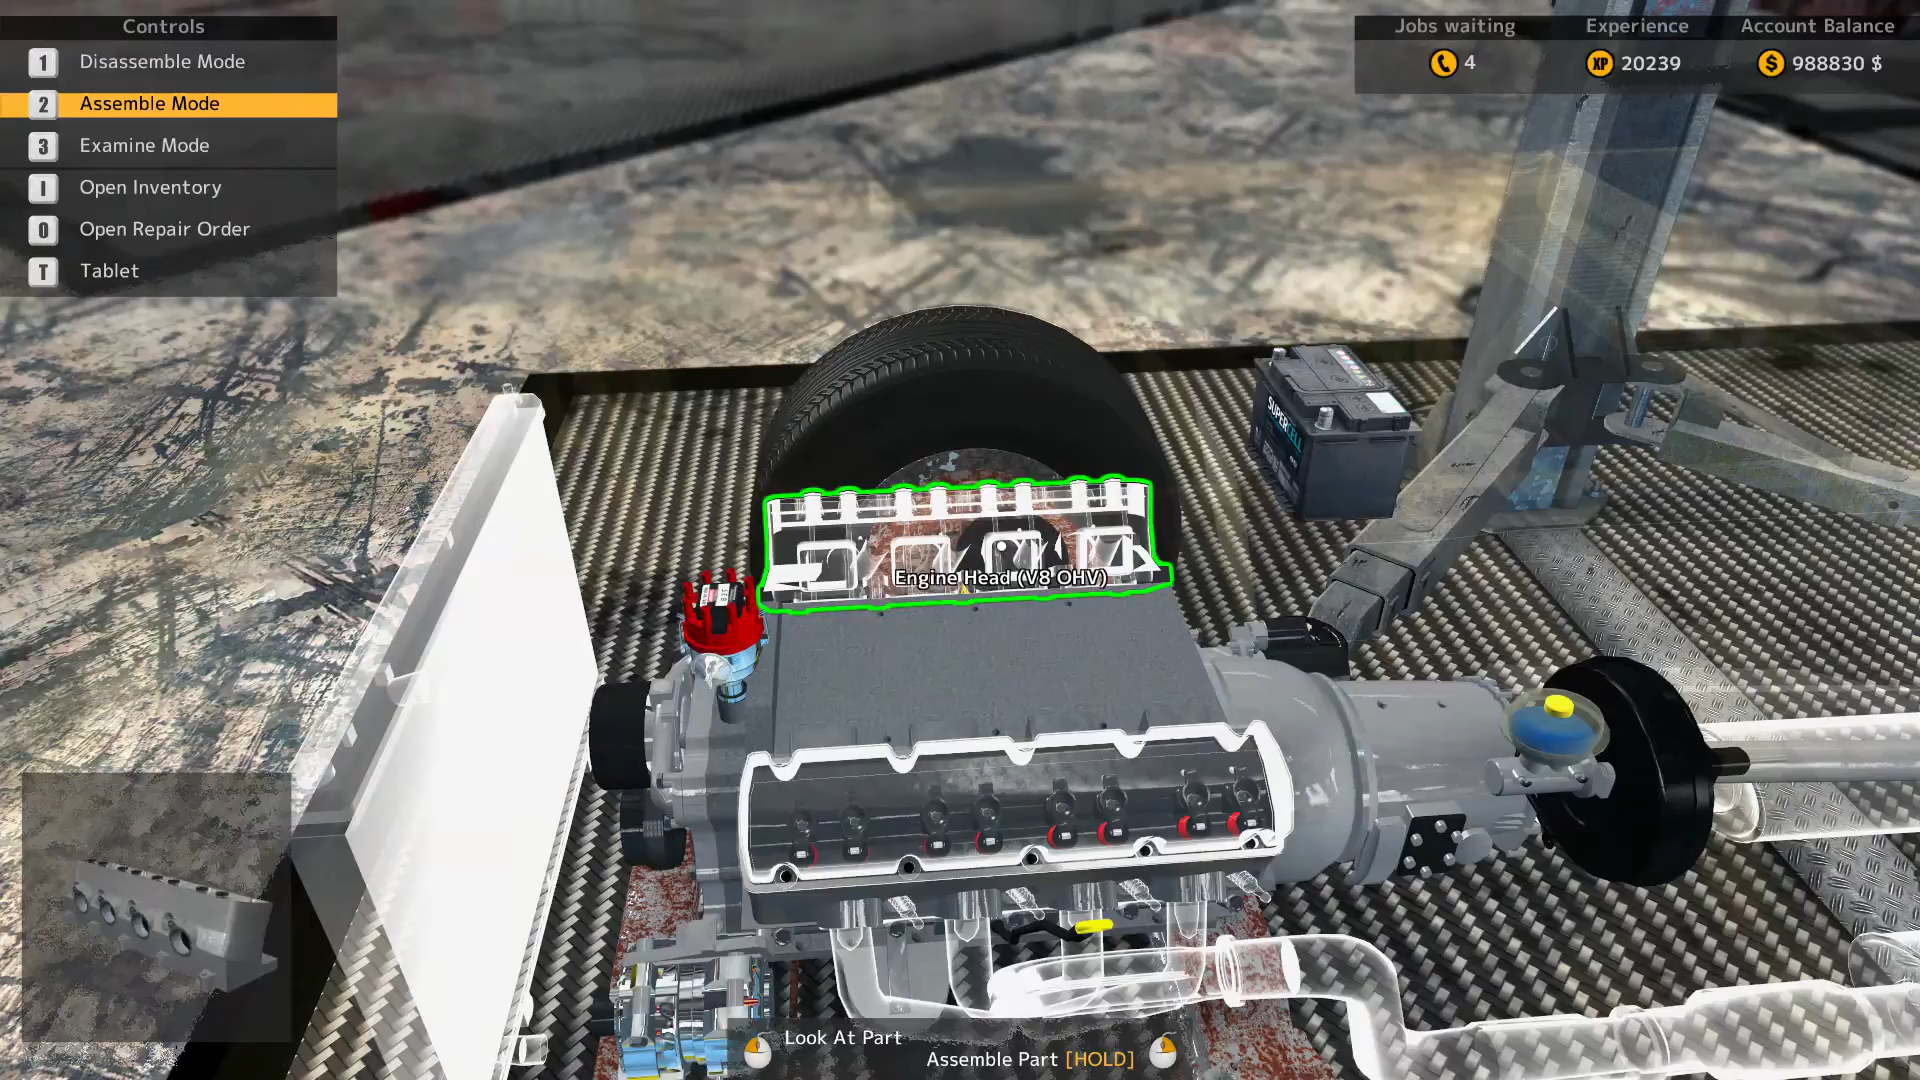 Controls
1 Disassemble Mode
2 Assemble Mode
3 Examine Mode
I Open Inventory
O Open Repair Order
T Tablet
Jobs waiting
4
Experience
XP 20239
Account Balance
$ 988830 $
SUPERCELL
Engine Head (V8 OHV)
Look At Part
Assemble Part [HOLD]